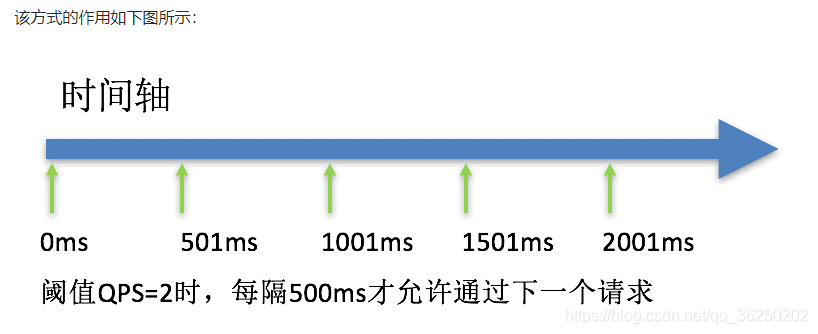 该方式的作用如下图所示：
时间轴
0ms 501ms 1001ms 1501ms 2001ms
阈值QPS=2时，每隔500ms才允许通过下一个请求
https://blog.csdn.net/qq_36250202